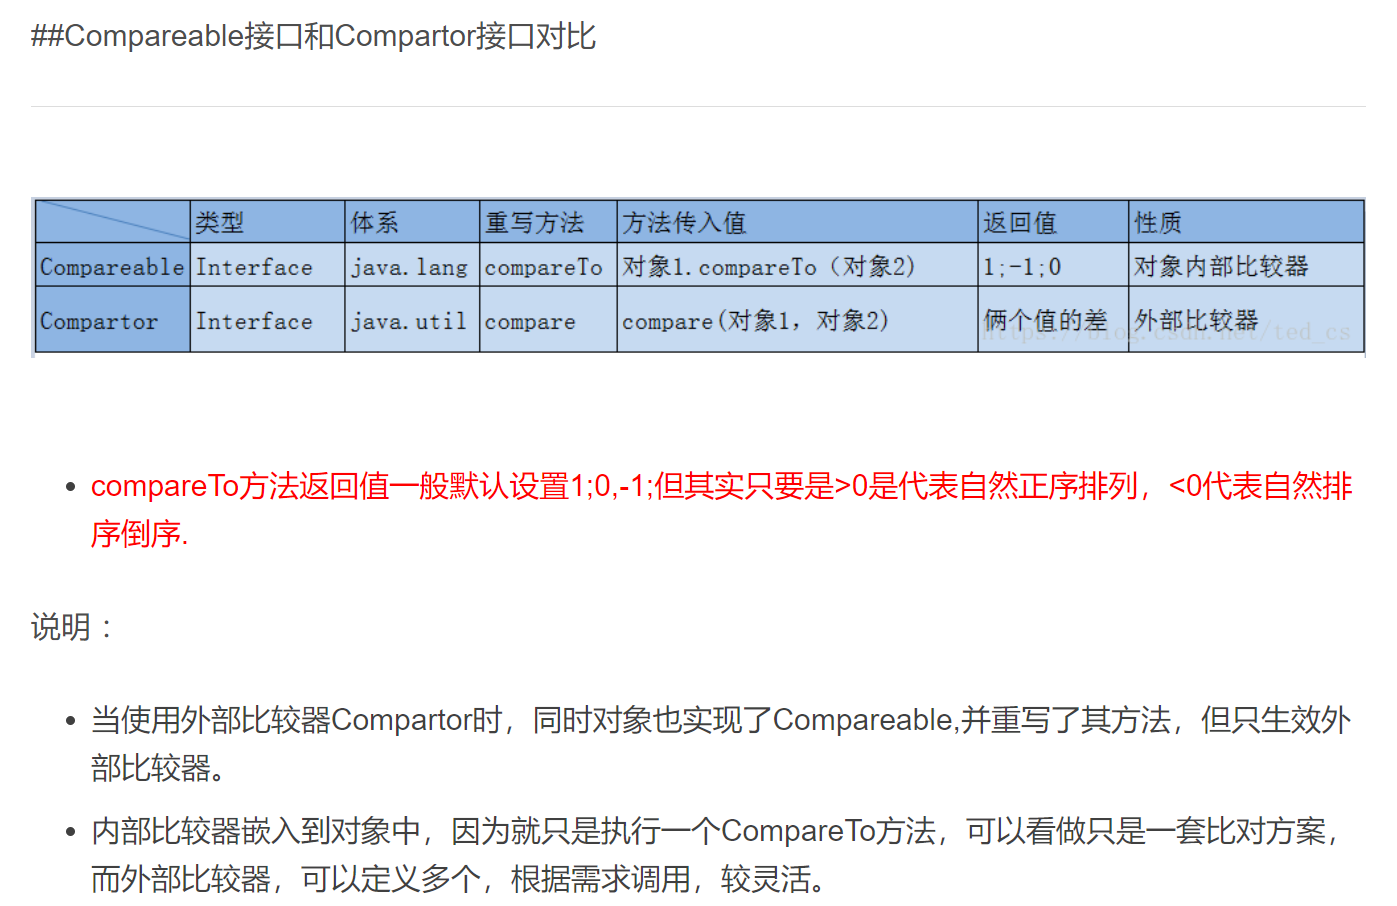 ##Compareable接口和Compartor接口对比
类型 体系 重写方法 方法传入值 返回值 性质
Compareable Interface java.lang compareTo 对象1.compareTo（对象2） 1;-1;0 对象内部比较器
Compartor Interface java.util compare compare(对象1，对象2) 俩个值的差 外部比较器
https://blog.csdn.net/ted_cs
compareTo方法返回值一般默认设置1;0,-1;但其实只要是>0是代表自然正序排列，<0代表自然排
序倒序.
说明：
当使用外部比较器Compartor时，同时对象也实现了Compareable,并重写了其方法，但只生效外
部比较器。
内部比较器嵌入到对象中，因为就只是执行一个CompareTo方法，可以看做只是一套比对方案，
而外部比较器，可以定义多个，根据需求调用，较灵活。